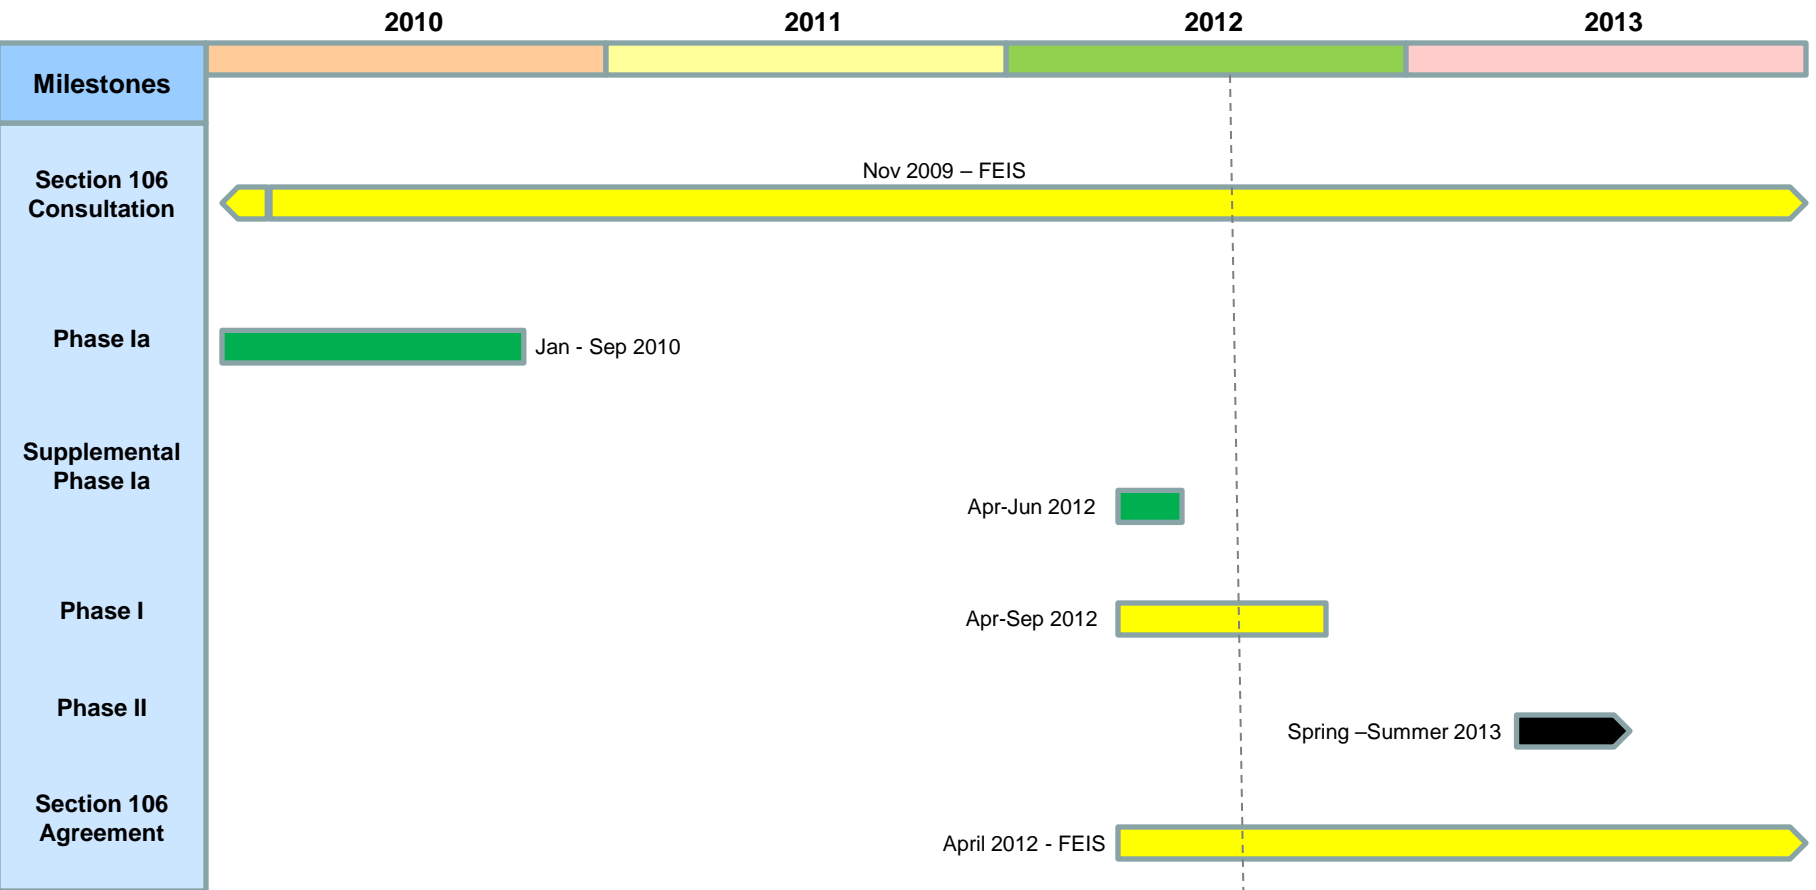 2010
2011
2012
2013
Milestones
Section 106
Consultation
Nov 2009 – FEIS
Phase Ia
Jan - Sep 2010
Supplemental
Phase Ia
Apr-Jun 2012
Phase I
Apr-Sep 2012
Phase II
Spring –Summer 2013
Section 106
Agreement
April 2012 - FEIS